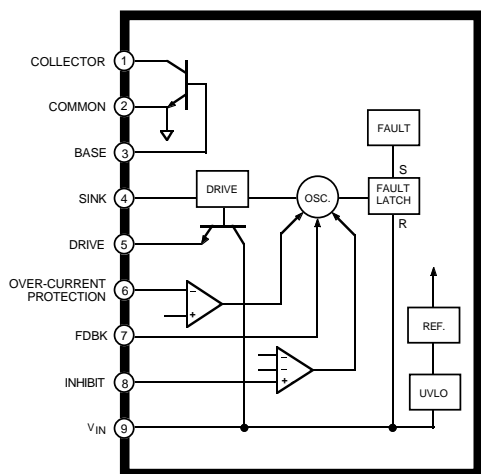 COLLECTOR 1
COMMON 2
BASE 3
SINK 4
DRIVE 5
OVER-CURRENT
PROTECTION 6
FDBK 7
INHIBIT 8
VIN 9
DRIVE
OSC.
FAULT
S
FAULT
LATCH
R
REF.
UVLO
–
+
–
–
+